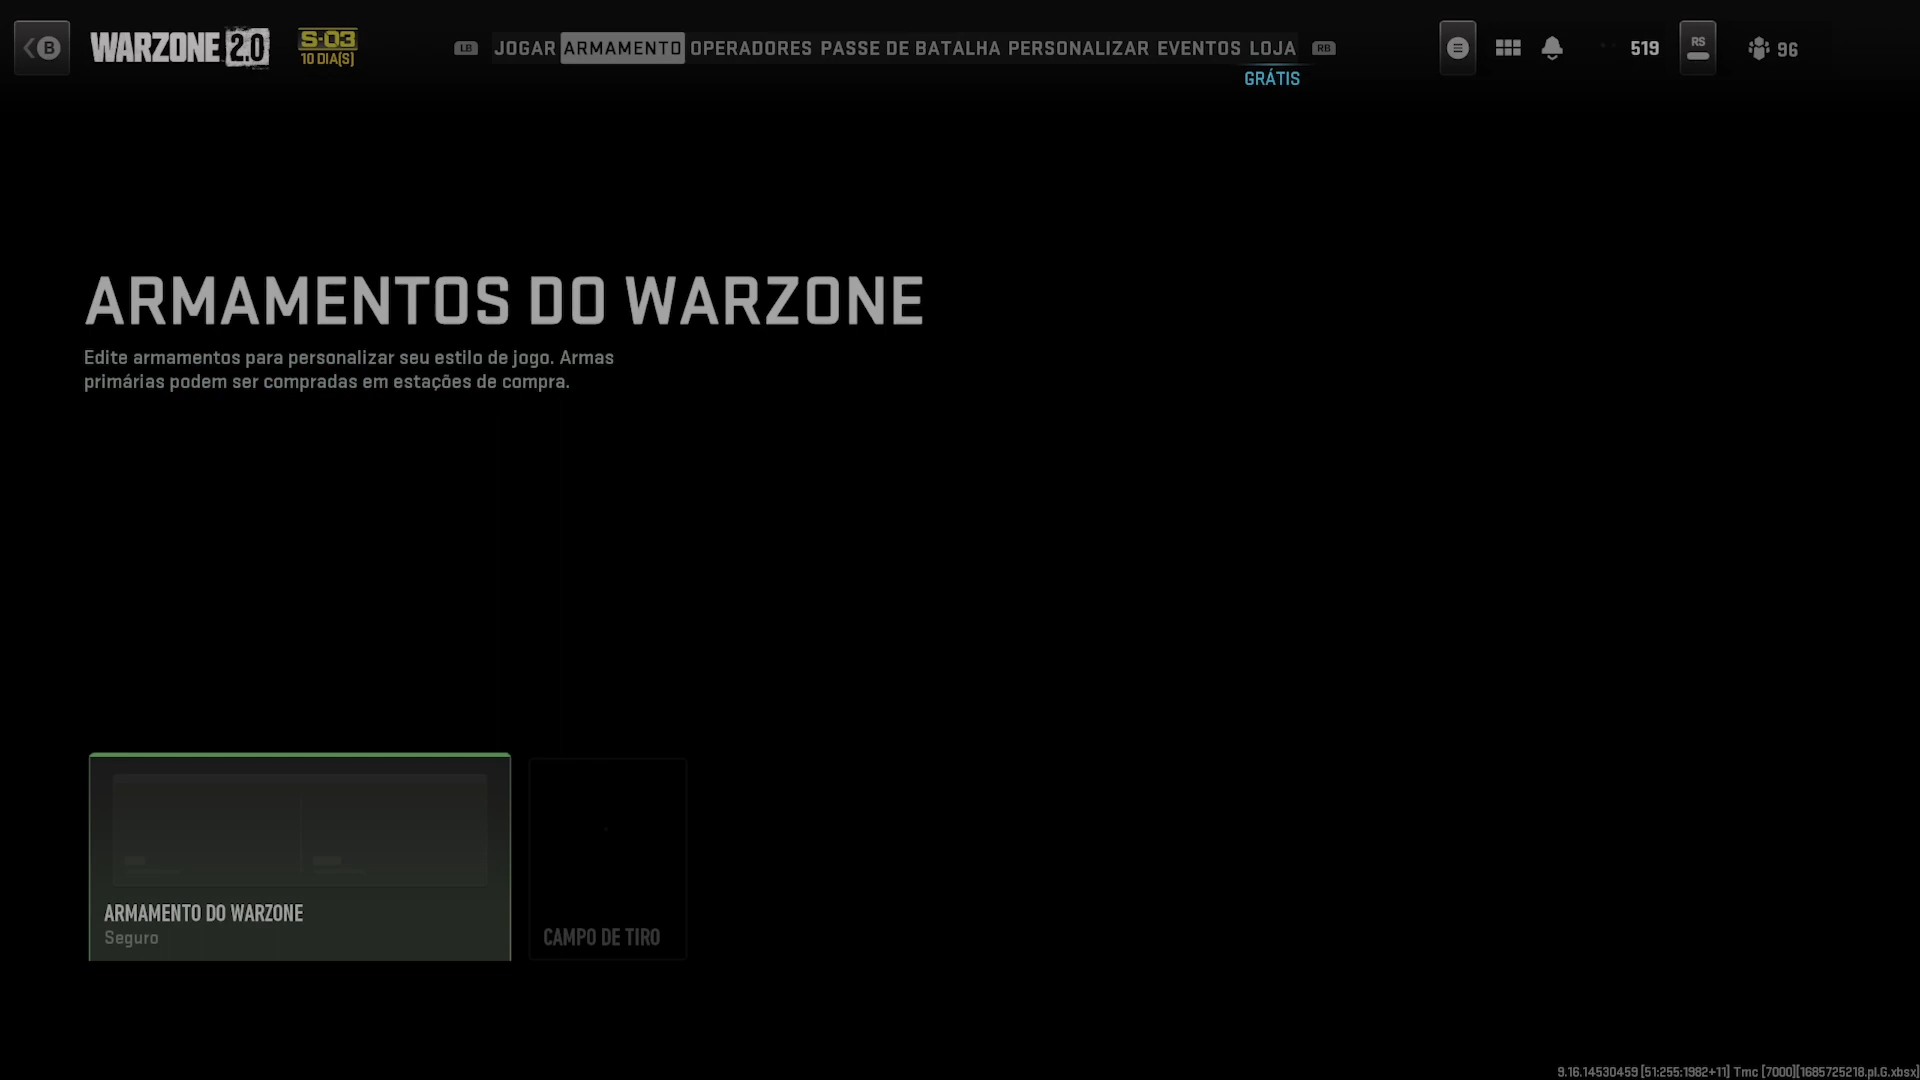 B
WARZONE 2.0
S-03
10 DIA(S)
LB
JOGAR
ARMAMENTO
OPERADORES
PASSE DE BATALHA
PERSONALIZAR
EVENTOS
LOJA
RB
GRÁTIS
519
RS
96
ARMAMENTOS DO WARZONE
Edite armamentos para personalizar seu estilo de jogo. Armas
primárias podem ser compradas em estações de compra.
ARMAMENTO DO WARZONE
Seguro
CAMPO DE TIRO
9.16.14530459 [51:255:1982+11] Tmc [7000][1685725218.pl.G.xbsx]